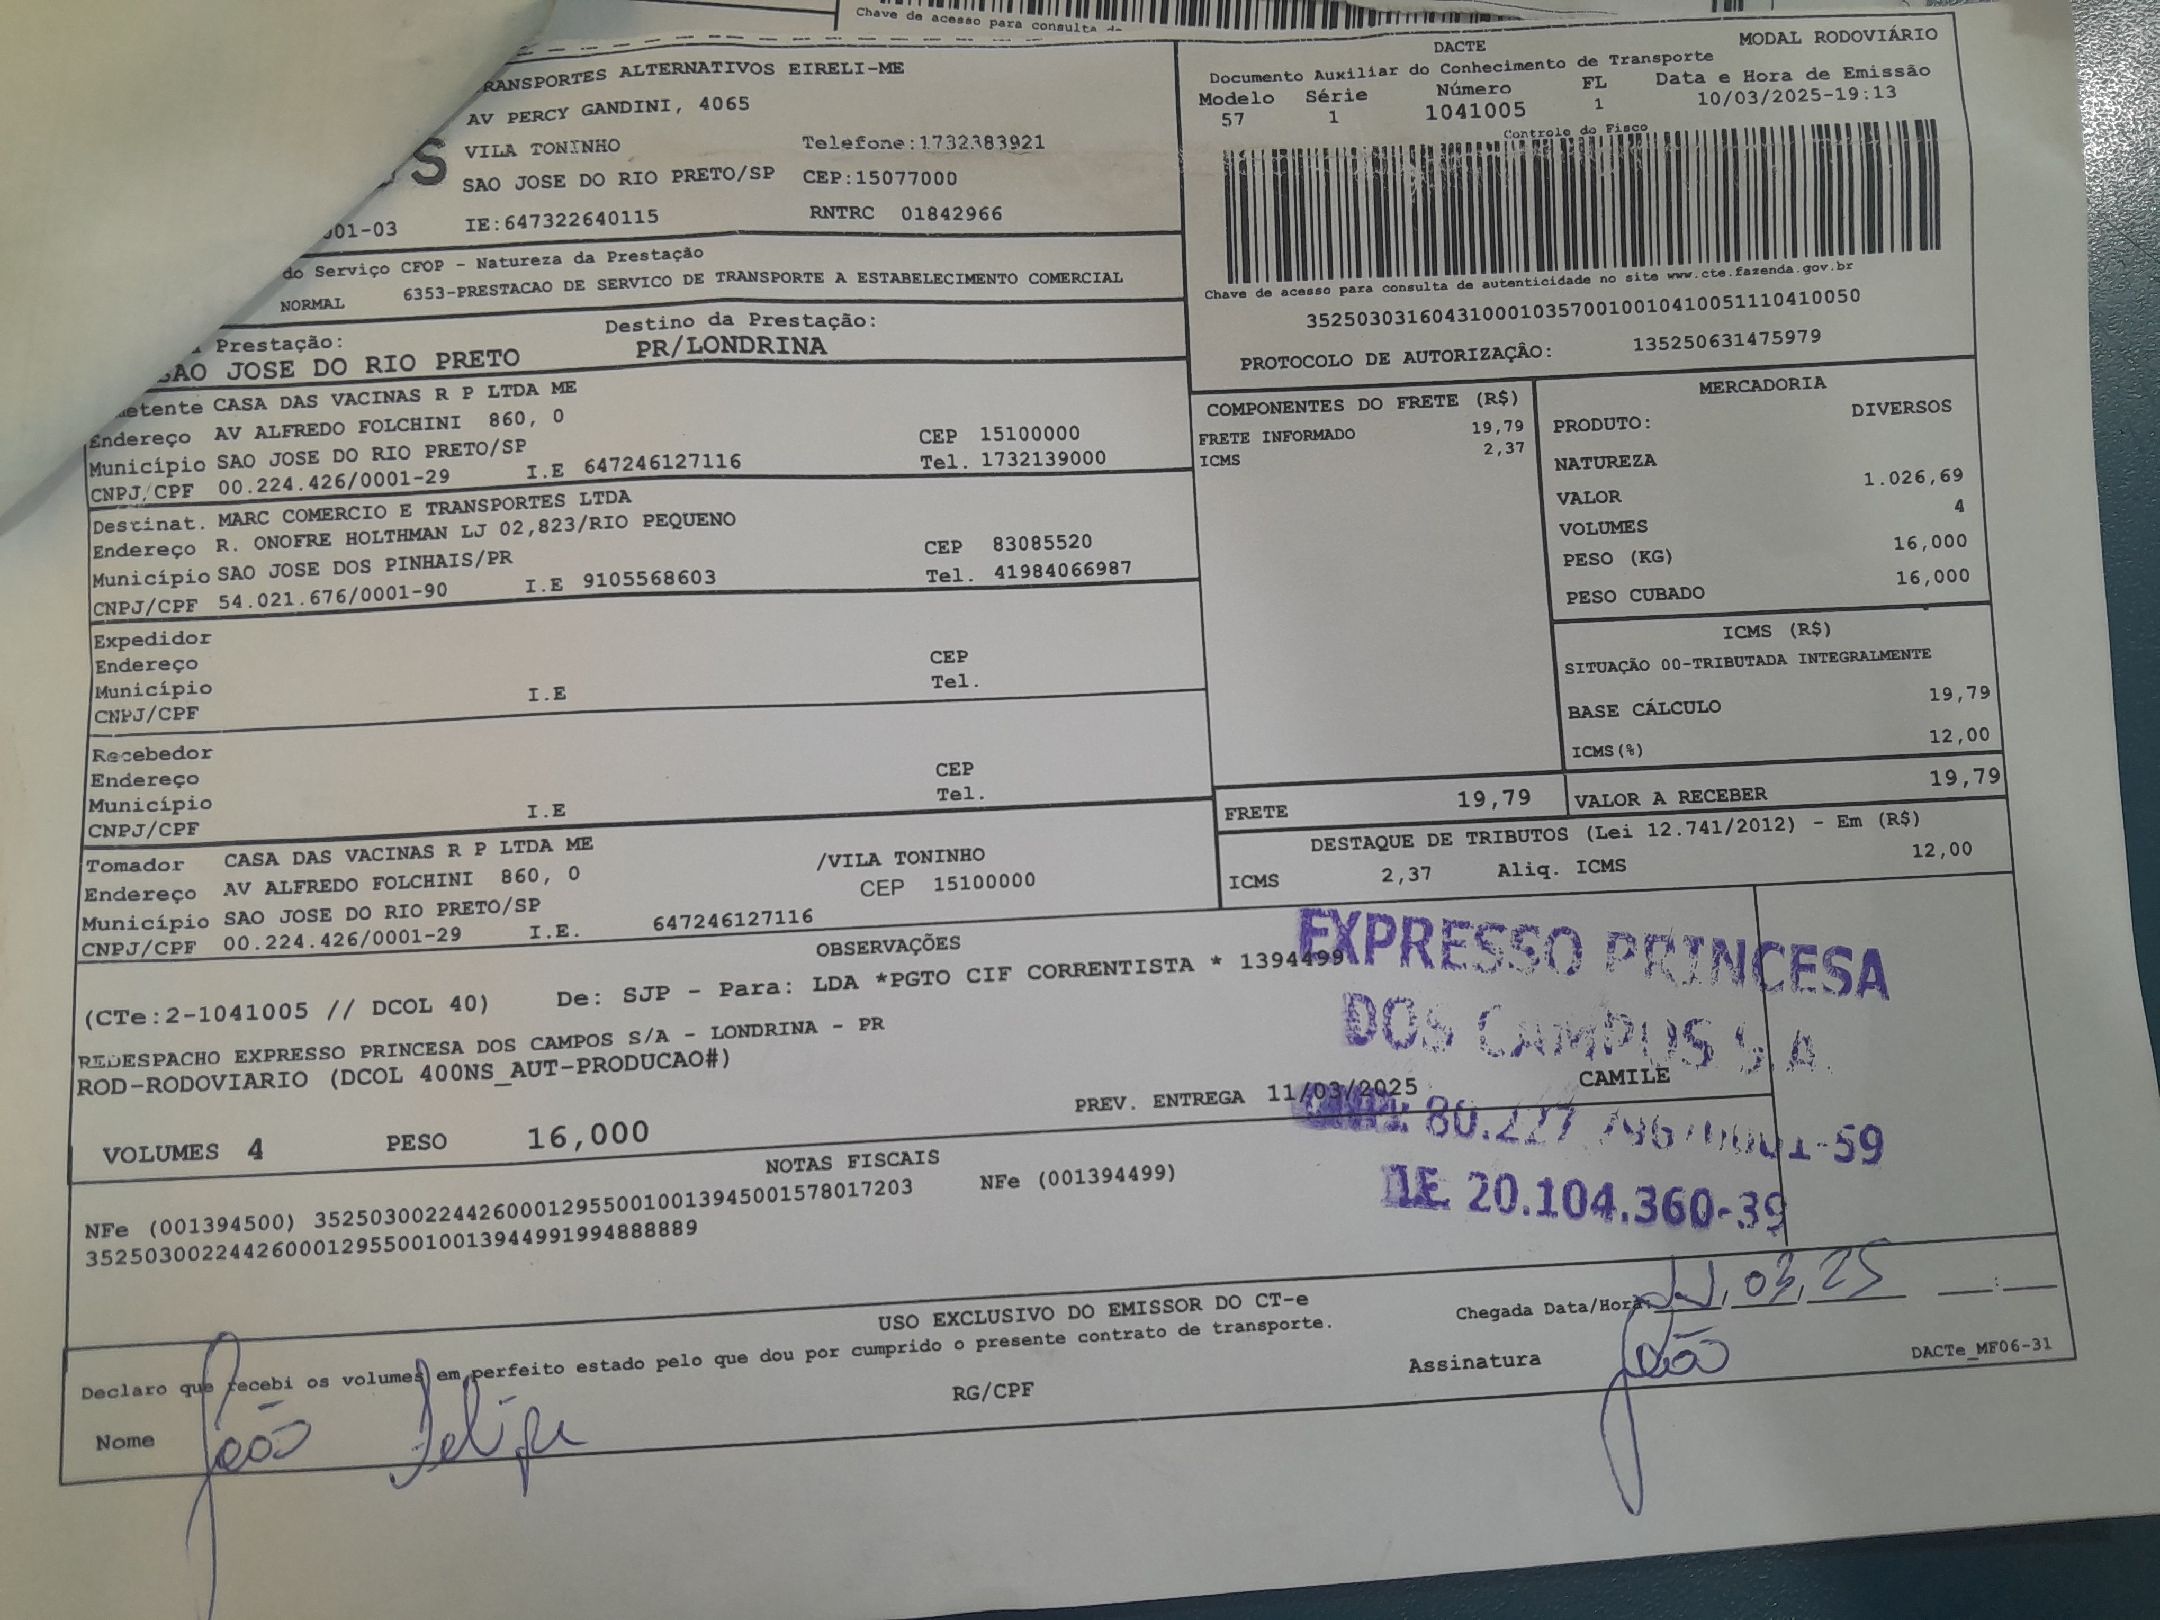 Chave de acesso para consulta de
RANSPORTES ALTERNATIVOS EIRELI-ME
AV PERCY GANDINI, 4065
S VILA TONINHO Telefone:1732383921
SAO JOSE DO RIO PRETO/SP CEP:15077000
001-03 IE:647322640115 RNTRC 01842966
DACTE MODAL RODOVIÁRIO
Documento Auxiliar do Conhecimento de Transporte
Modelo Série Número FL Data e Hora de Emissão
57 1 1041005 1 10/03/2025-19:13
Controle do Fisco
Chave de acesso para consulta de autenticidade no site www.cte.fazenda.gov.br
35250303160431000103570010010410051110410050
PROTOCOLO DE AUTORIZAÇÂO: 135250631475979
do Serviço CFOP - Natureza da Prestação
NORMAL 6353-PRESTACAO DE SERVICO DE TRANSPORTE A ESTABELECIMENTO COMERCIAL
Prestação: Destino da Prestação:
SAO JOSE DO RIO PRETO PR/LONDRINA
metente CASA DAS VACINAS R P LTDA ME
Endereço AV ALFREDO FOLCHINI 860, 0
Município SAO JOSE DO RIO PRETO/SP CEP 15100000
CNPJ/CPF 00.224.426/0001-29 I.E 647246127116 Tel. 1732139000
Destinat. MARC COMERCIO E TRANSPORTES LTDA
Endereço R. ONOFRE HOLTHMAN LJ 02,823/RIO PEQUENO
Município SAO JOSE DOS PINHAIS/PR CEP 83085520
CNPJ/CPF 54.021.676/0001-90 I.E 9105568603 Tel. 41984066987
Expedidor
Endereço CEP
Município I.E Tel.
CNPJ/CPF
Recebedor
Endereço CEP
Município I.E Tel.
CNPJ/CPF
Tomador CASA DAS VACINAS R P LTDA ME /VILA TONINHO
Endereço AV ALFREDO FOLCHINI 860, 0 CEP 15100000
Município SAO JOSE DO RIO PRETO/SP
CNPJ/CPF 00.224.426/0001-29 I.E. 647246127116
COMPONENTES DO FRETE (R$)
FRETE INFORMADO 19,79
ICMS 2,37
MERCADORIA
PRODUTO: DIVERSOS
NATUREZA
VALOR 1.026,69
VOLUMES 4
PESO (KG) 16,000
PESO CUBADO 16,000
ICMS (R$)
SITUAÇÃO 00-TRIBUTADA INTEGRALMENTE
BASE CÁLCULO 19,79
ICMS(%) 12,00
FRETE 19,79 VALOR A RECEBER 19,79
DESTAQUE DE TRIBUTOS (Lei 12.741/2012) - Em (R$)
ICMS 2,37 Aliq. ICMS 12,00
OBSERVAÇÕES
(CTe:2-1041005 // DCOL 40) De: SJP - Para: LDA *PGTO CIF CORRENTISTA * 1394499
REDESPACHO EXPRESSO PRINCESA DOS CAMPOS S/A - LONDRINA - PR
ROD-RODOVIARIO (DCOL 400NS_AUT-PRODUCAO#)
PREV. ENTREGA 11/03/2025 CAMILE
EXPRESSO PRINCESA
DOS CAMPOS S.A.
IE 20.104.360-39
VOLUMES 4 PESO 16,000
NOTAS FISCAIS
NFe (001394500) 35250300224426000129550010013945001578017203 NFe (001394499)
35250300224426000129550010013944991994888889
USO EXCLUSIVO DO EMISSOR DO CT-e
Declaro que recebi os volumes em perfeito estado pelo que dou por cumprido o presente contrato de transporte.
Chegada Data/Hora: 11,03,25 :
Nome João Felipe RG/CPF Assinatura João
DACTe_MF06-31